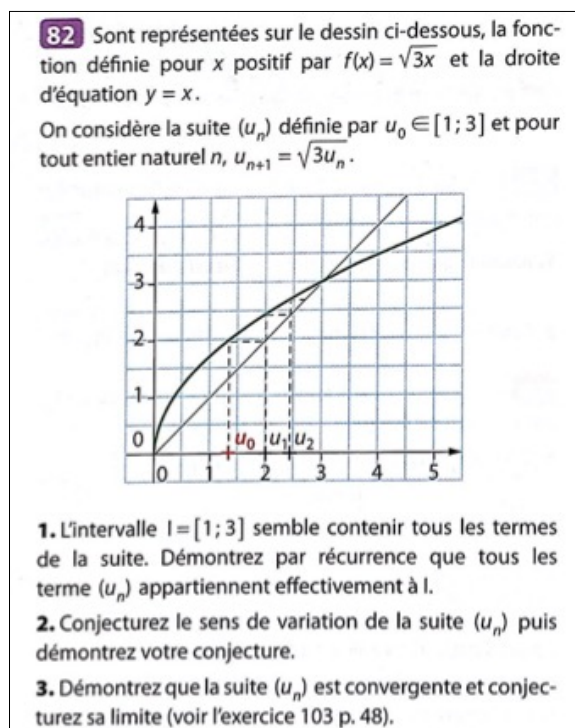 82 Sont représentées sur le dessin ci-dessous, la fonc-
tion définie pour x positif par f(x) = √3x et la droite
d'équation y = x.
On considère la suite (uₙ) définie par u₀ ∈ [1 ; 3] et pour
tout entier naturel n, uₙ₊₁ = √3uₙ.
4
3
2
1
0 u₀ u₁ u₂
0 1 2 3 4 5
1. L'intervalle I = [1 ; 3] semble contenir tous les termes
de la suite. Démontrez par récurrence que tous les
terme (uₙ) appartiennent effectivement à I.
2. Conjecturez le sens de variation de la suite (uₙ) puis
démontrez votre conjecture.
3. Démontrez que la suite (uₙ) est convergente et conjec-
turez sa limite (voir l'exercice 103 p. 48).